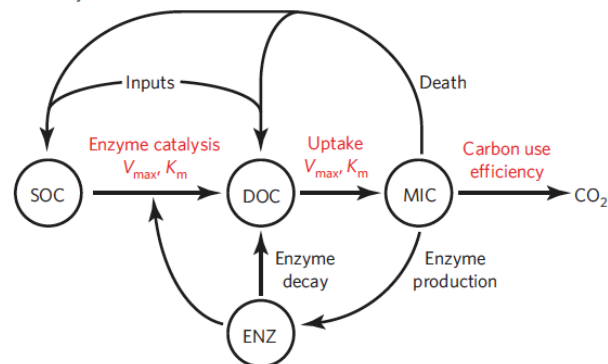 Inputs
Death
Enzyme catalysis
Vmax, Km
Uptake
Vmax, Km
Carbon use
efficiency
SOC
DOC
MIC
CO2
Enzyme
decay
Enzyme
production
ENZ